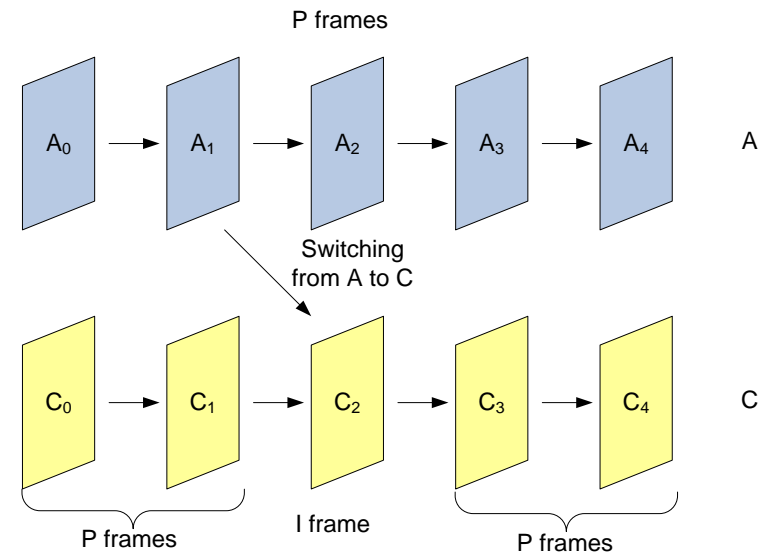 P frames
A₀ A₁ A₂ A₃ A₄ A
Switching
from A to C
C₀ C₁ C₂ C₃ C₄ C
P frames I frame P frames